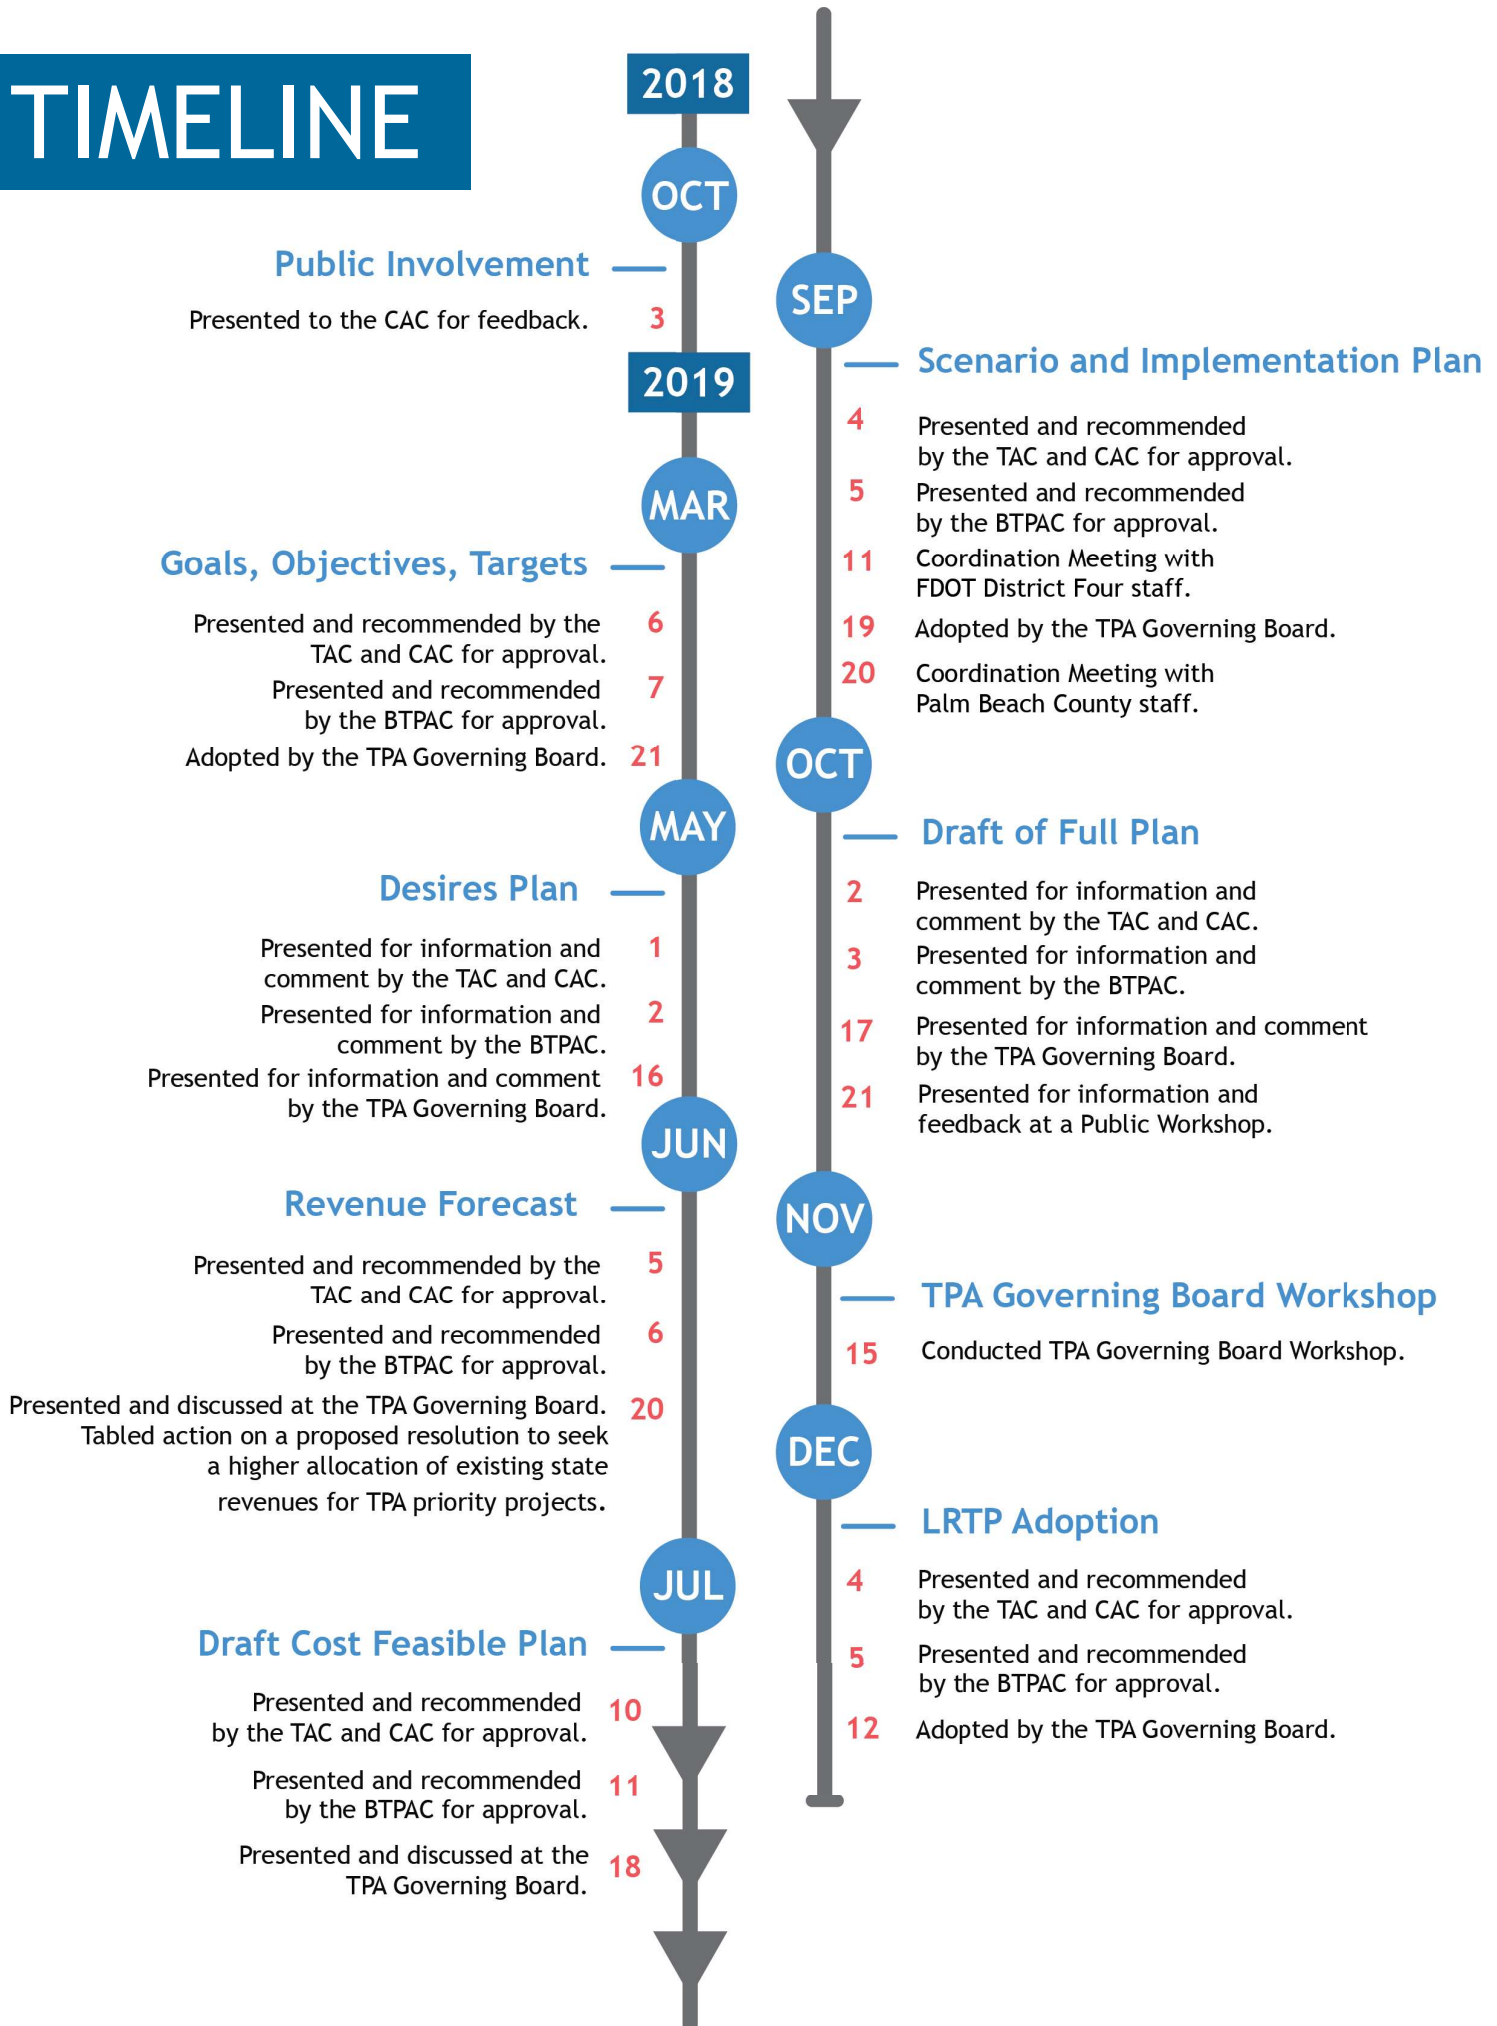 TIMELINE
2018
OCT
Public Involvement
Presented to the CAC for feedback.
3
2019
MAR
Goals, Objectives, Targets
Presented and recommended by the
6
TAC and CAC for approval.
Presented and recommended
7
by the BTPAC for approval.
Adopted by the TPA Governing Board.
21
MAY
Desires Plan
Presented for information and
1
comment by the TAC and CAC.
Presented for information and
2
comment by the BTPAC.
Presented for information and comment
16
by the TPA Governing Board.
JUN
Revenue Forecast
Presented and recommended by the
5
TAC and CAC for approval.
Presented and recommended
6
by the BTPAC for approval.
Presented and discussed at the TPA Governing Board.
20
Tabled action on a proposed resolution to seek
a higher allocation of existing state
revenues for TPA priority projects.
JUL
Draft Cost Feasible Plan
Presented and recommended
10
by the TAC and CAC for approval.
Presented and recommended
11
by the BTPAC for approval.
Presented and discussed at the
18
TPA Governing Board.
SEP
Scenario and Implementation Plan
4
Presented and recommended
by the TAC and CAC for approval.
5
Presented and recommended
by the BTPAC for approval.
11
Coordination Meeting with
FDOT District Four staff.
19
Adopted by the TPA Governing Board.
20
Coordination Meeting with
Palm Beach County staff.
OCT
Draft of Full Plan
2
Presented for information and
comment by the TAC and CAC.
3
Presented for information and
comment by the BTPAC.
17
Presented for information and comment
by the TPA Governing Board.
21
Presented for information and
feedback at a Public Workshop.
NOV
TPA Governing Board Workshop
15
Conducted TPA Governing Board Workshop.
DEC
LRTP Adoption
4
Presented and recommended
by the TAC and CAC for approval.
5
Presented and recommended
by the BTPAC for approval.
12
Adopted by the TPA Governing Board.